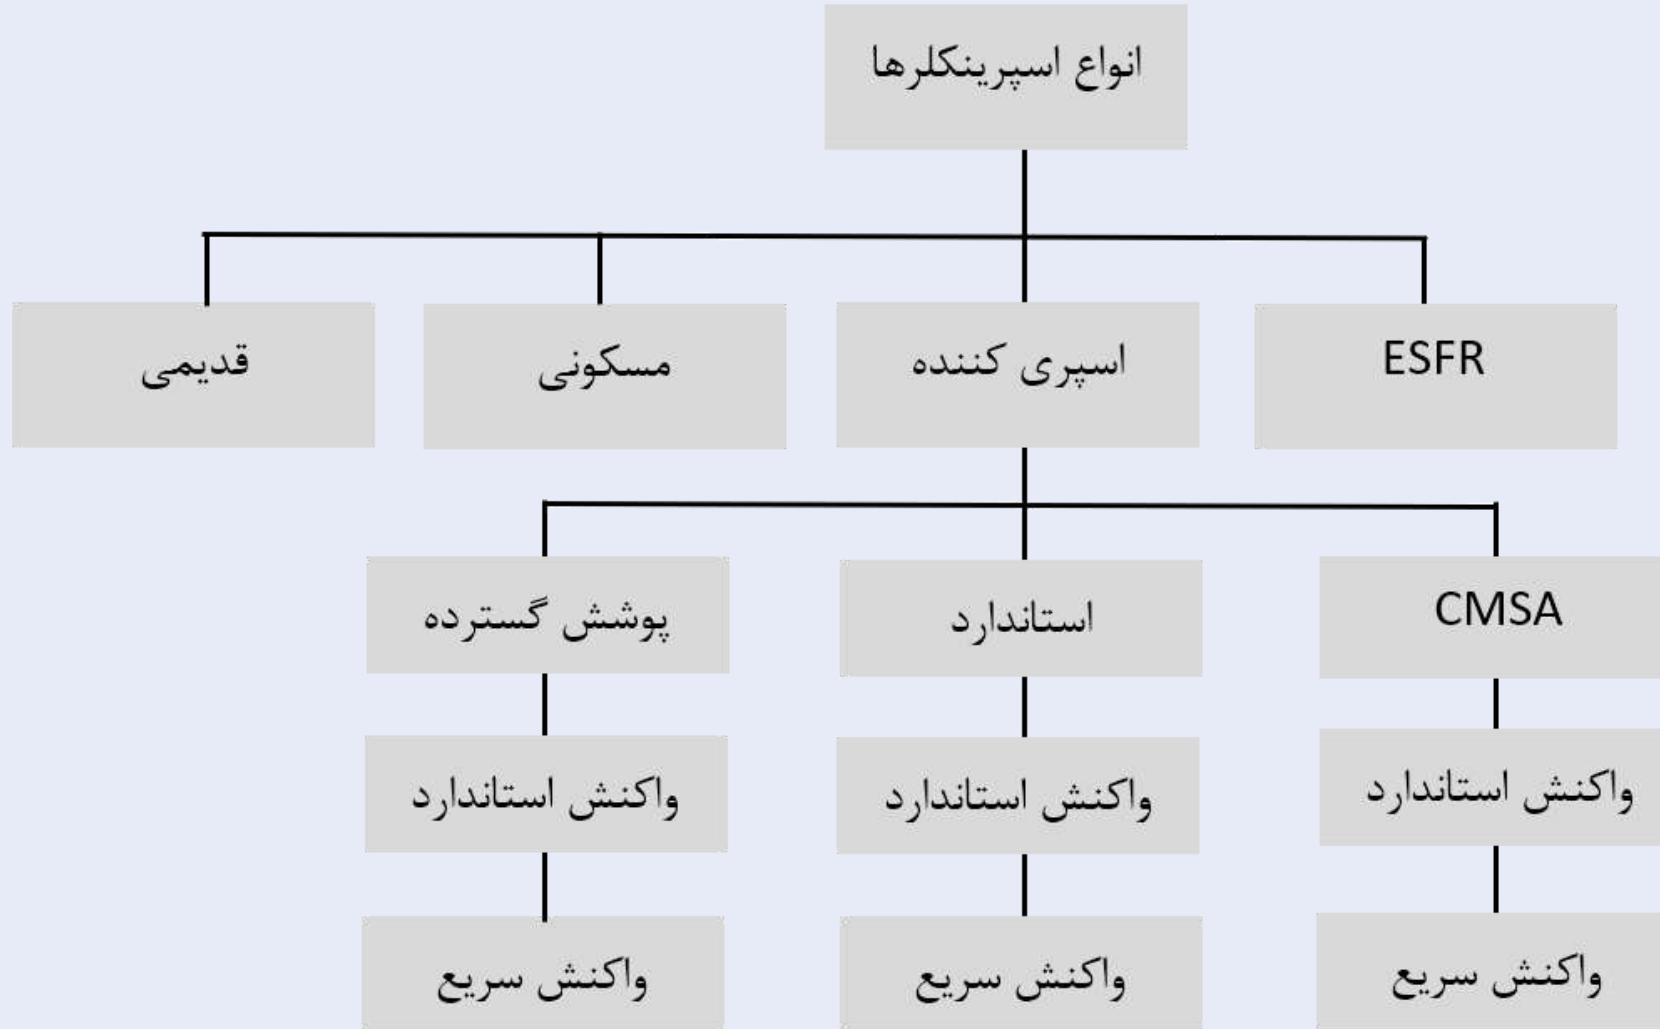 انواع اسپرینکلرها
ESFR
اسپری کننده
مسکونی
قدیمی
CMSA
استاندارد
پوشش گسترده
واکنش استاندارد
واکنش استاندارد
واکنش استاندارد
واکنش سریع
واکنش سریع
واکنش سریع